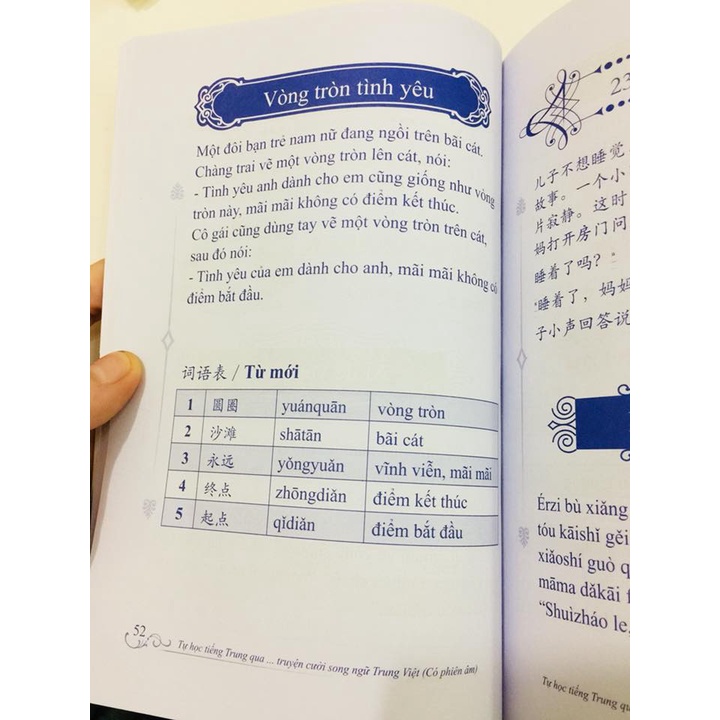 Vòng tròn tình yêu
Một đôi bạn trẻ nam nữ đang ngồi trên bãi cát.
Chàng trai vẽ một vòng tròn lên cát, nói:
- Tình yêu anh dành cho em cũng giống như vòng
tròn này, mãi mãi không có điểm kết thúc.
Cô gái cũng dùng tay vẽ một vòng tròn trên cát,
sau đó nói:
- Tình yêu của em dành cho anh, mãi mãi không có
điểm bắt đầu.
词语表 / Từ mới
1 圆圈 yuánquān vòng tròn
2 沙滩 shātān bãi cát
3 永远 yǒngyuǎn vĩnh viễn, mãi mãi
4 终点 zhōngdiǎn điểm kết thúc
5 起点 qǐdiǎn điểm bắt đầu
52
Tự học tiếng Trung qua ... truyện cười song ngữ Trung Việt (Có phiên âm)
23
儿子不想睡觉
故事。一个小
片寂静。这时
妈打开房门问
睡着了吗？
"睡着了，妈妈
子小声回答说
Érzi bù xiǎng
tóu kāishǐ gěi
xiǎoshí guò q
māma dǎkāi f
"Shuìzháo le,
Tự học tiếng Trung qua